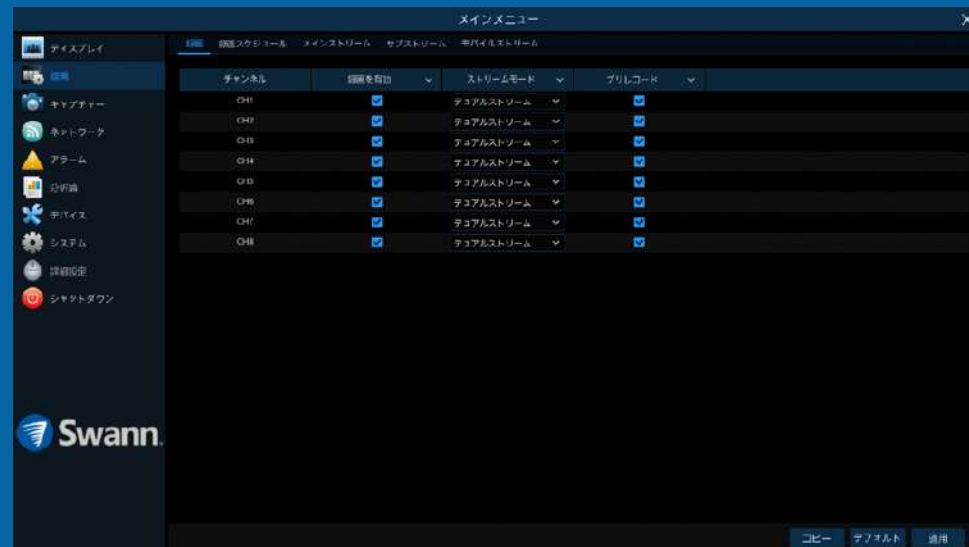 メインメニュー
ディスプレイ
録画
キャプチャー
ネットワーク
アラーム
分析論
デバイス
システム
詳細設定
シャットダウン
Swann
録画 録画スケジュール メインストリーム サブストリーム モバイルストリーム
チャンネル 録画を有効 ストリームモード プリレコード
CH1 デュアルストリーム
CH2 デュアルストリーム
CH3 デュアルストリーム
CH4 デュアルストリーム
CH5 デュアルストリーム
CH6 デュアルストリーム
CH7 デュアルストリーム
CH8 デュアルストリーム
コピー デフォルト 適用